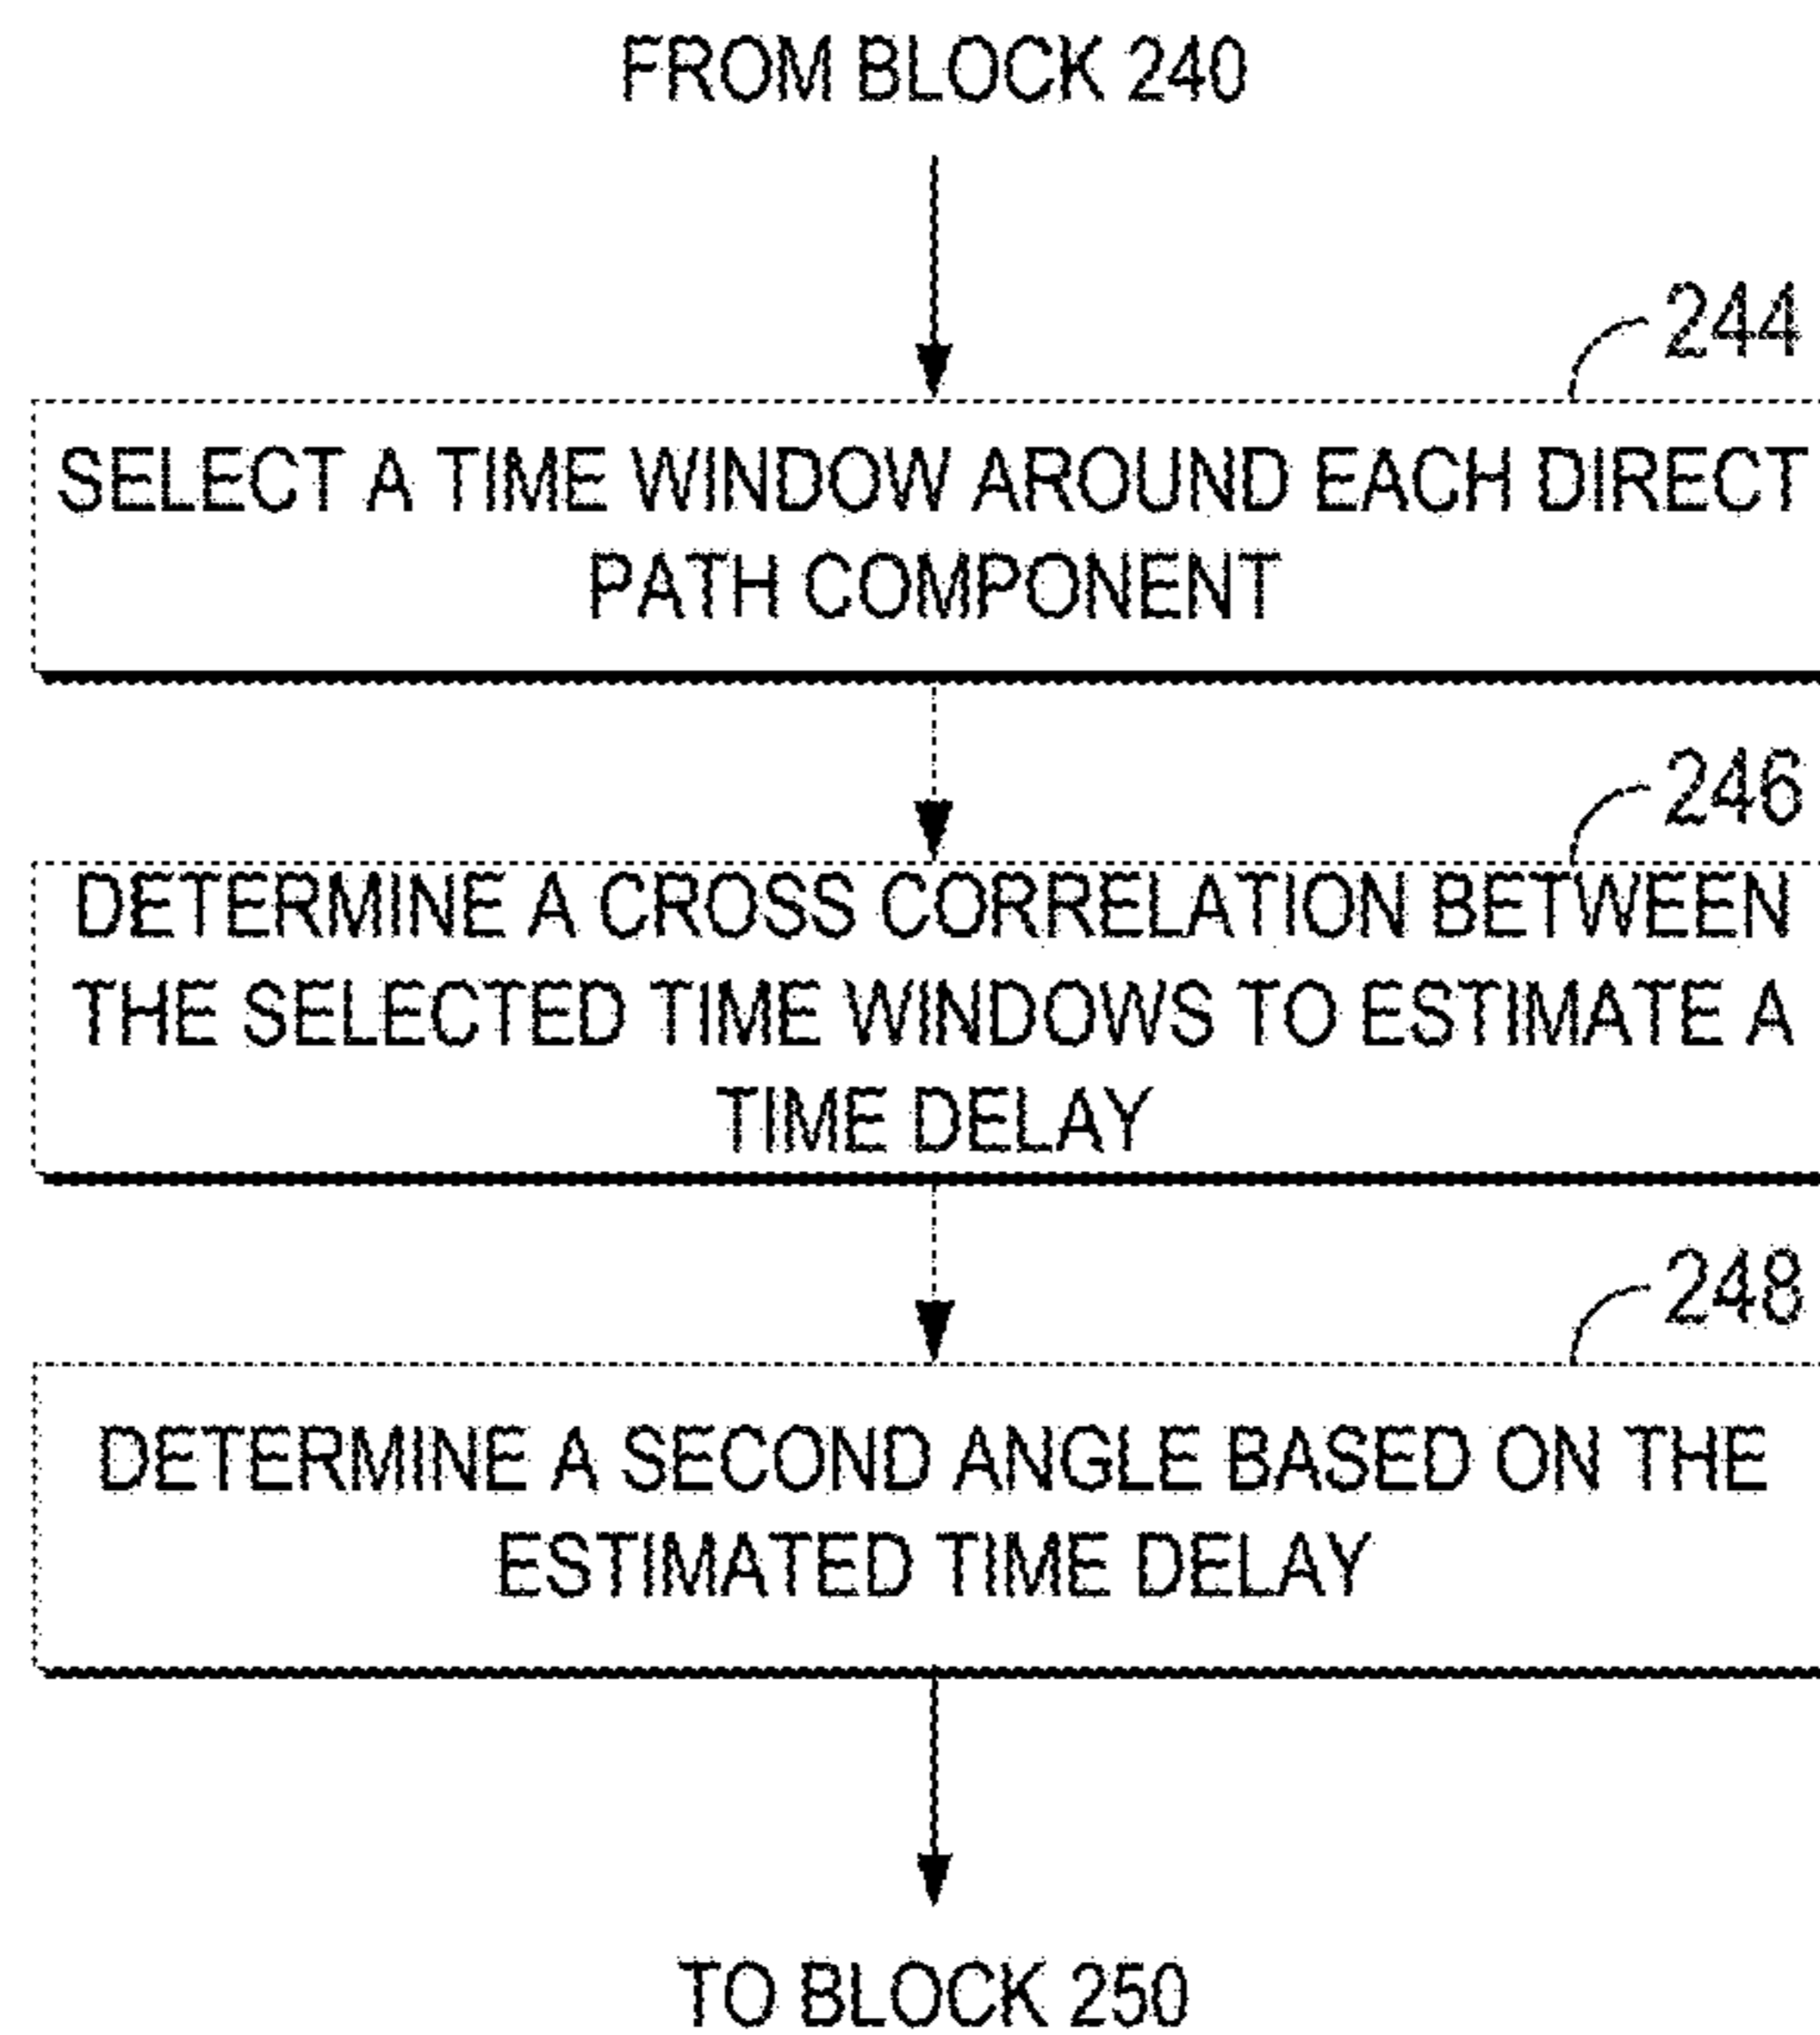 FROM BLOCK 240
244
SELECT A TIME WINDOW AROUND EACH DIRECT
PATH COMPONENT
246
DETERMINE A CROSS CORRELATION BETWEEN
THE SELECTED TIME WINDOWS TO ESTIMATE A
TIME DELAY
248
DETERMINE A SECOND ANGLE BASED ON THE
ESTIMATED TIME DELAY
TO BLOCK 250